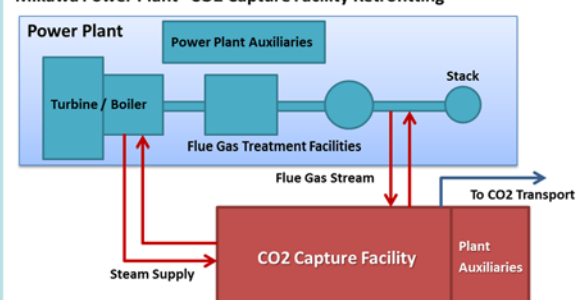 Mikawa Power Plant CO2 Capture Facility Retrofitting
Power Plant
Power Plant Auxiliaries
Stack
Turbine / Boiler
Flue Gas Treatment Facilities
Flue Gas Stream
To CO2 Transport
CO2 Capture Facility
Plant
Auxiliaries
Steam Supply